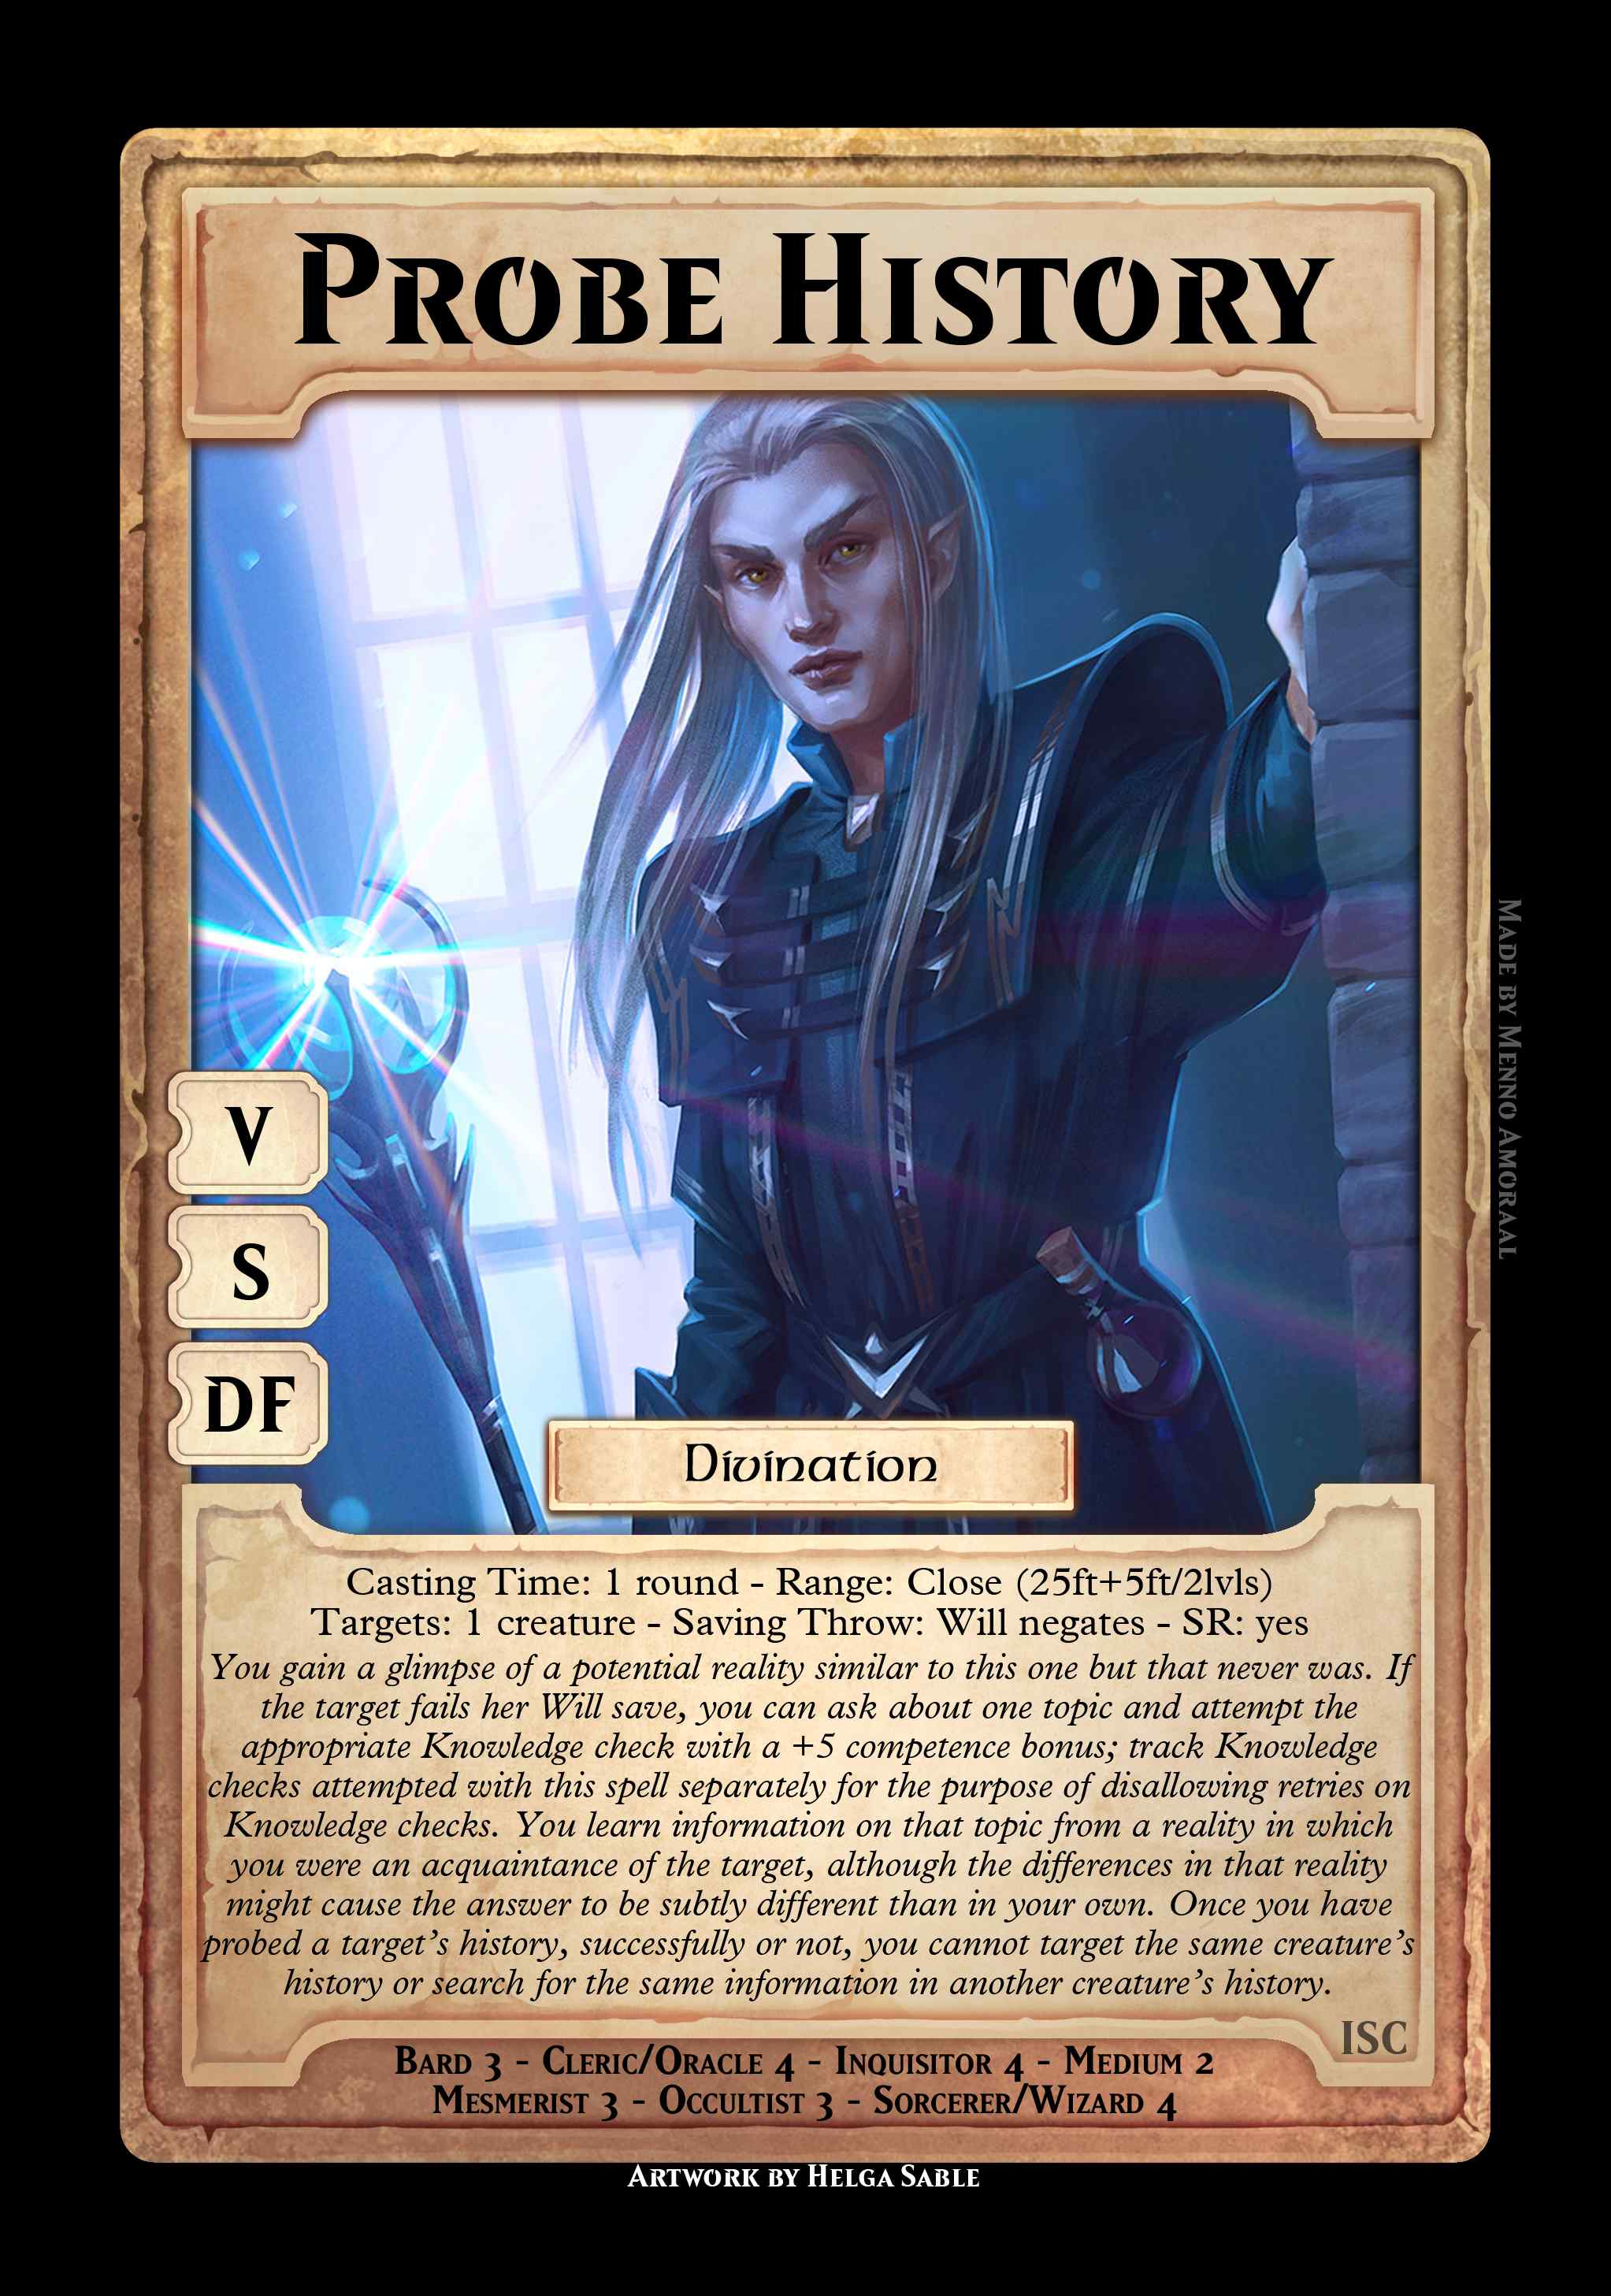 Probe History
V
S
DF
Divination
Casting Time: 1 round - Range: Close (25ft+5ft/2lvls)
Targets: 1 creature - Saving Throw: Will negates - SR: yes
You gain a glimpse of a potential reality similar to this one but that never was. If
the target fails her Will save, you can ask about one topic and attempt the
appropriate Knowledge check with a +5 competence bonus; track Knowledge
checks attempted with this spell separately for the purpose of disallowing retries on
Knowledge checks. You learn information on that topic from a reality in which
you were an acquaintance of the target, although the differences in that reality
might cause the answer to be subtly different than in your own. Once you have
probed a target's history, successfully or not, you cannot target the same creature's
history or search for the same information in another creature's history.
ISC
Bard 3 - Cleric/Oracle 4 - Inquisitor 4 - Medium 2
Mesmerist 3 - Occultist 3 - Sorcerer/Wizard 4
Artwork by Helga Sable
Made by Menno Amoraal